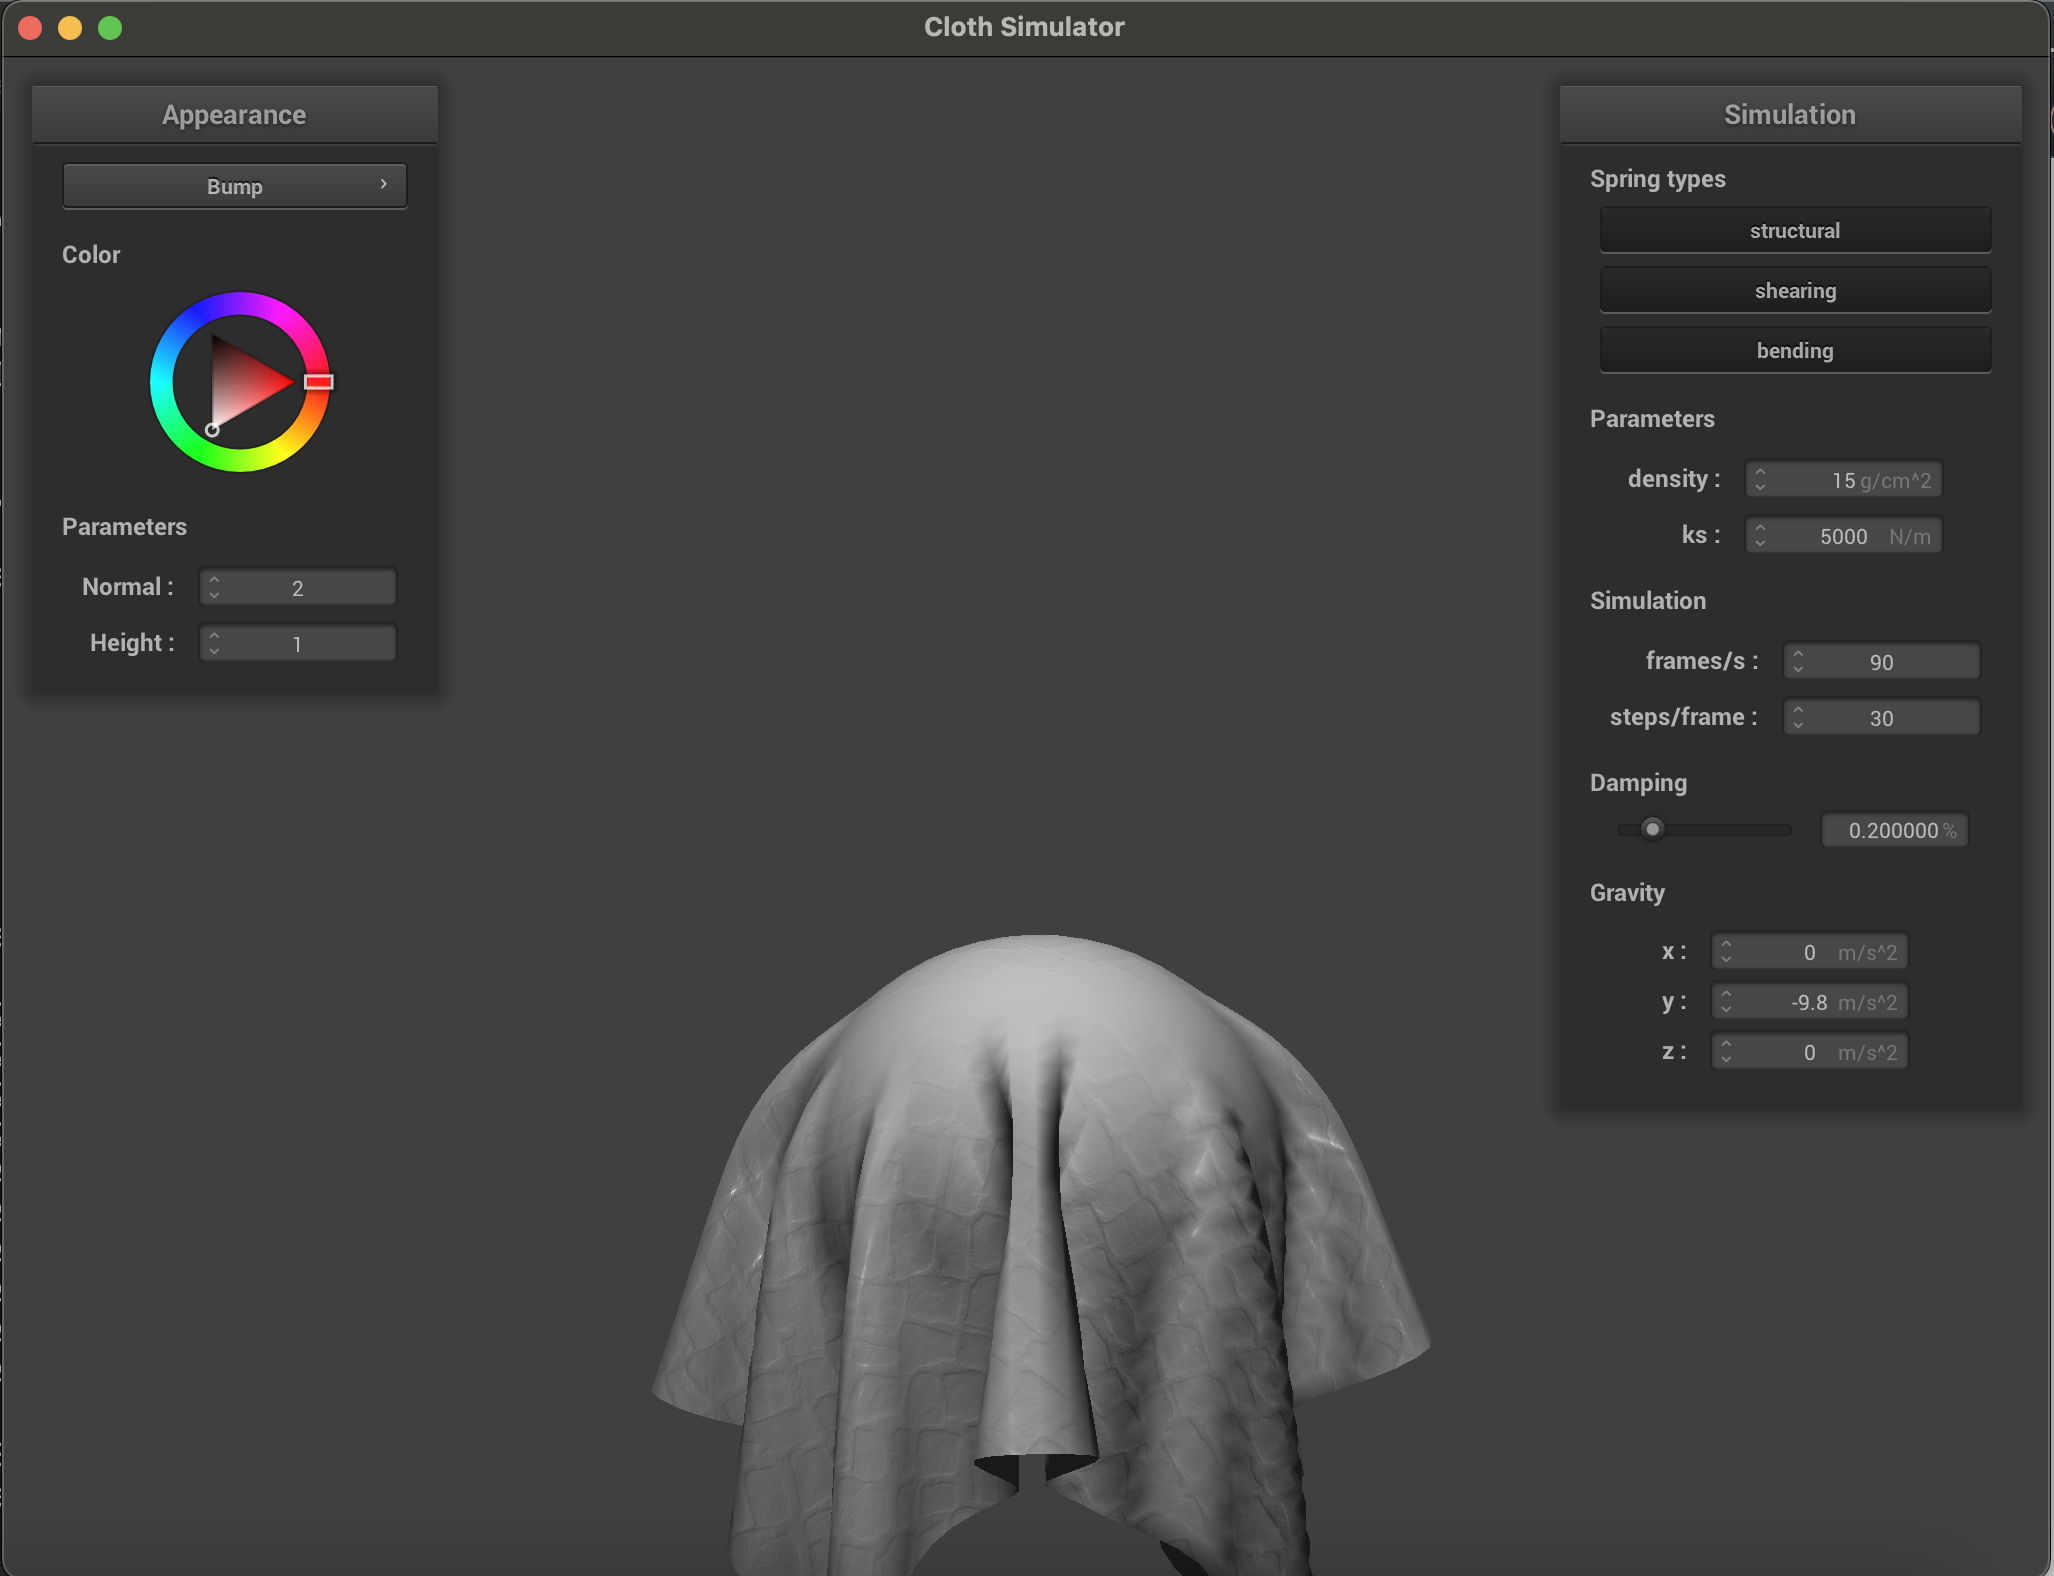 Cloth Simulator
Appearance
Bump
Color
Parameters
Normal : 2
Height : 1
Simulation
Spring types
structural
shearing
bending
Parameters
density : 15 g/cm^2
ks : 5000 N/m
Simulation
frames/s : 90
steps/frame : 30
Damping
0.200000 %
Gravity
x : 0 m/s^2
y : -9.8 m/s^2
z : 0 m/s^2